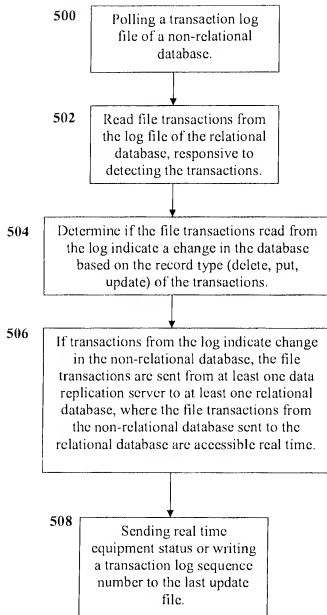 500
Polling a transaction log
file of a non-relational
database.
502
Read file transactions from
the log file of the relational
database, responsive to
detecting the transactions.
504
Determine if the file transactions read from
the log indicate a change in the database
based on the record type (delete, put,
update) of the transactions.
506
If transactions from the log indicate change
in the non-relational database, the file
transactions are sent from at least one data
replication server to at least one relational
database, where the file transactions from
the non-relational database sent to the
relational database are accessible real time.
508
Sending real time
equipment status or writing
a transaction log sequence
number to the last update
file.